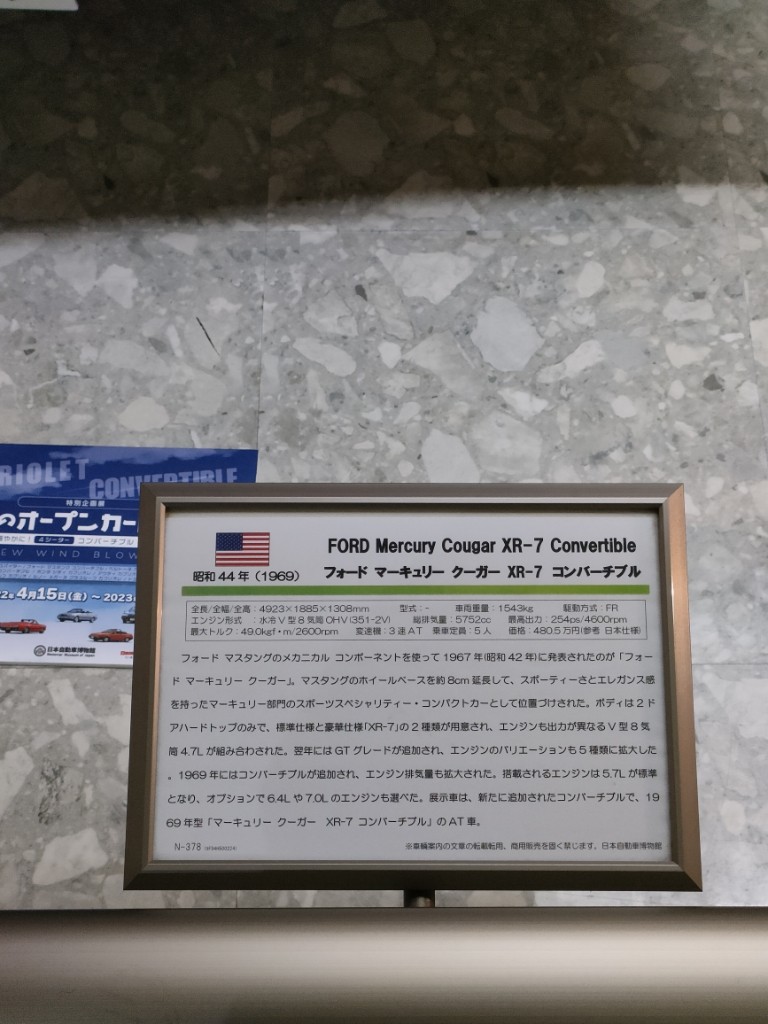 RIOLET
CONVERTIBLE
特別企画展
のオープンカー
やかに! 4シーター コンバーチブル
EW WIND BLOW
4月15日(金)～2023
日本自動車博物館
FORD Mercury Cougar XR-7 Convertible
昭和44年（1969） フォード マーキュリー クーガー XR-7 コンバーチブル
全長/全幅/全高：4923×1885×1308mm 型式：- 車両重量：1543kg 駆動方式：FR
エンジン形式 ：水冷V型8気筒OHV(351-2V) 総排気量：5752cc 最高出力：254ps/4600rpm
最大トルク：49.0kgf・m/2600rpm 変速機：3速AT 乗車定員：5人 価格：480.5万円(参考 日本仕様)
フォード マスタングのメカニカル コンポーネントを使って1967年(昭和42年)に発表されたのが「フォー
ド マーキュリー クーガー」。マスタングのホイールベースを約8cm延長して、スポーティーさとエレガンス感
を持ったマーキュリー部門のスポーツスペシャリティー・コンパクトカーとして位置づけされた。ボディは2ド
アハードトップのみで、標準仕様と豪華仕様「XR-7」の2種類が用意され、エンジンも出力が異なるV型8気
筒4.7Lが組み合わされた。翌年にはGTグレードが追加され、エンジンのバリエーションも5種類に拡大した
。1969年にはコンバーチブルが追加され、エンジン排気量も拡大された。搭載されるエンジンは5.7Lが標準
となり、オプションで6.4Lや7.0Lのエンジンも選べた。展示車は、新たに追加されたコンバーチブルで、19
69年型「マーキュリー クーガー XR-7 コンバーチブル」のAT車。
N-378 ※車輌案内の文章の転載転用、商用販売を固く禁じます。日本自動車博物館